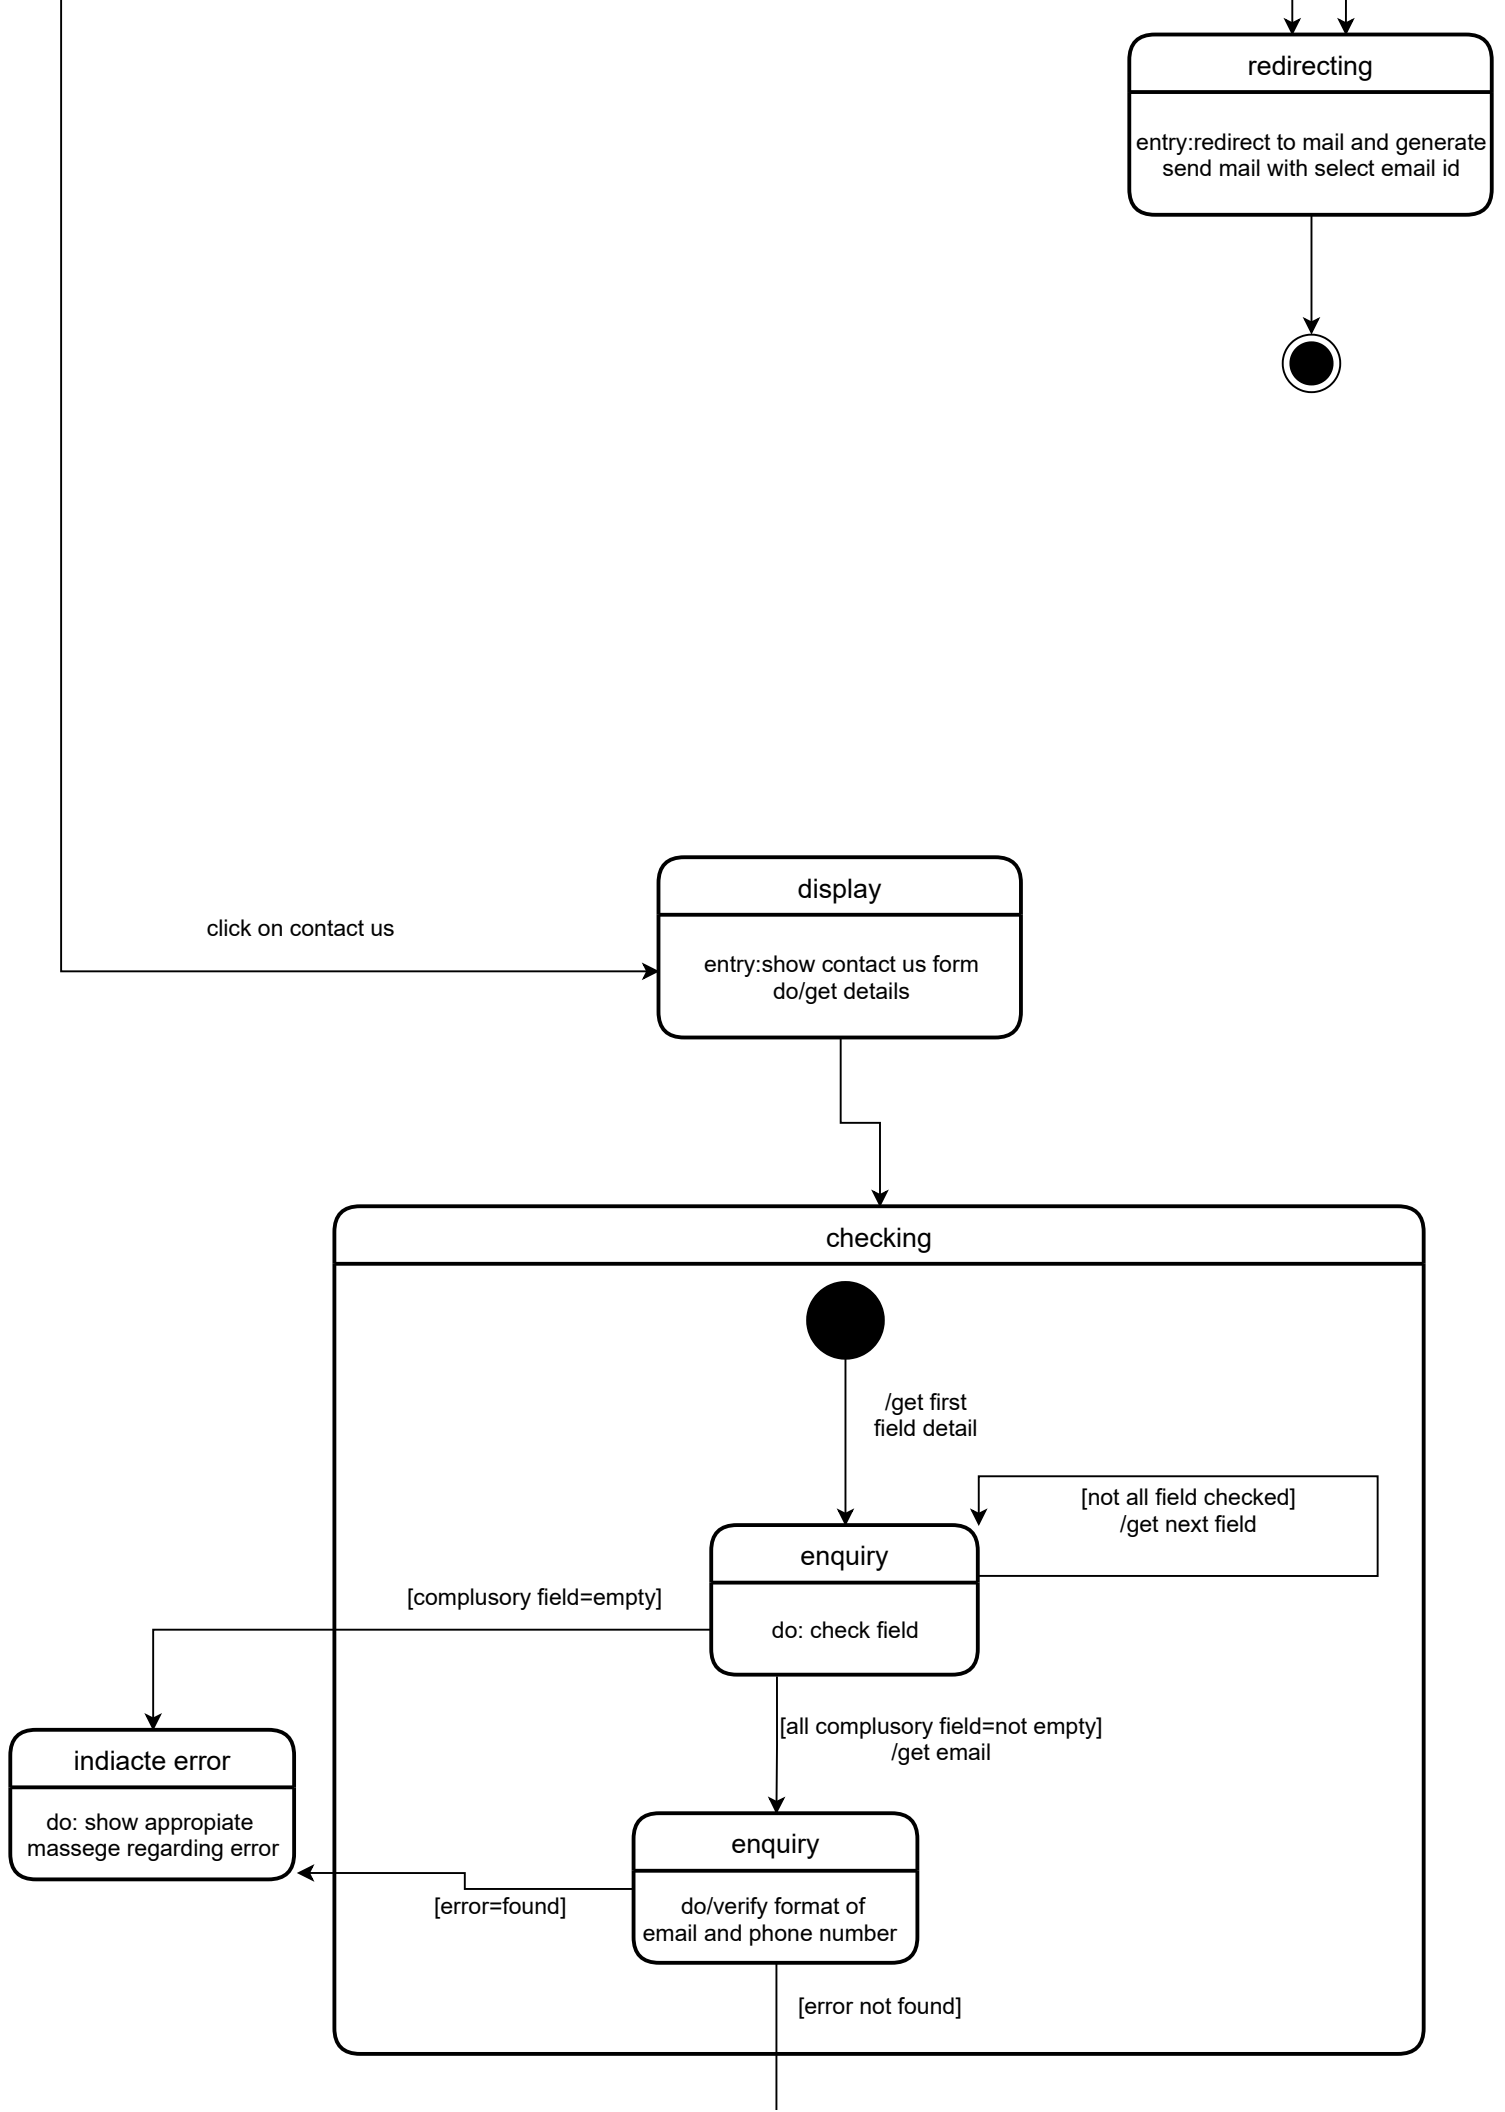 redirecting
entry:redirect to mail and generate
send mail with select email id
display
click on contact us
entry:show contact us form
do/get details
checking
/get first
field detail
[not all field checked]
/get next field
enquiry
[complusory field=empty]
do: check field
[all complusory field=not empty]
/get email
indiacte error
do: show appropiate
massege regarding error
enquiry
[error=found]
do/verify format of
email and phone number
[error not found]